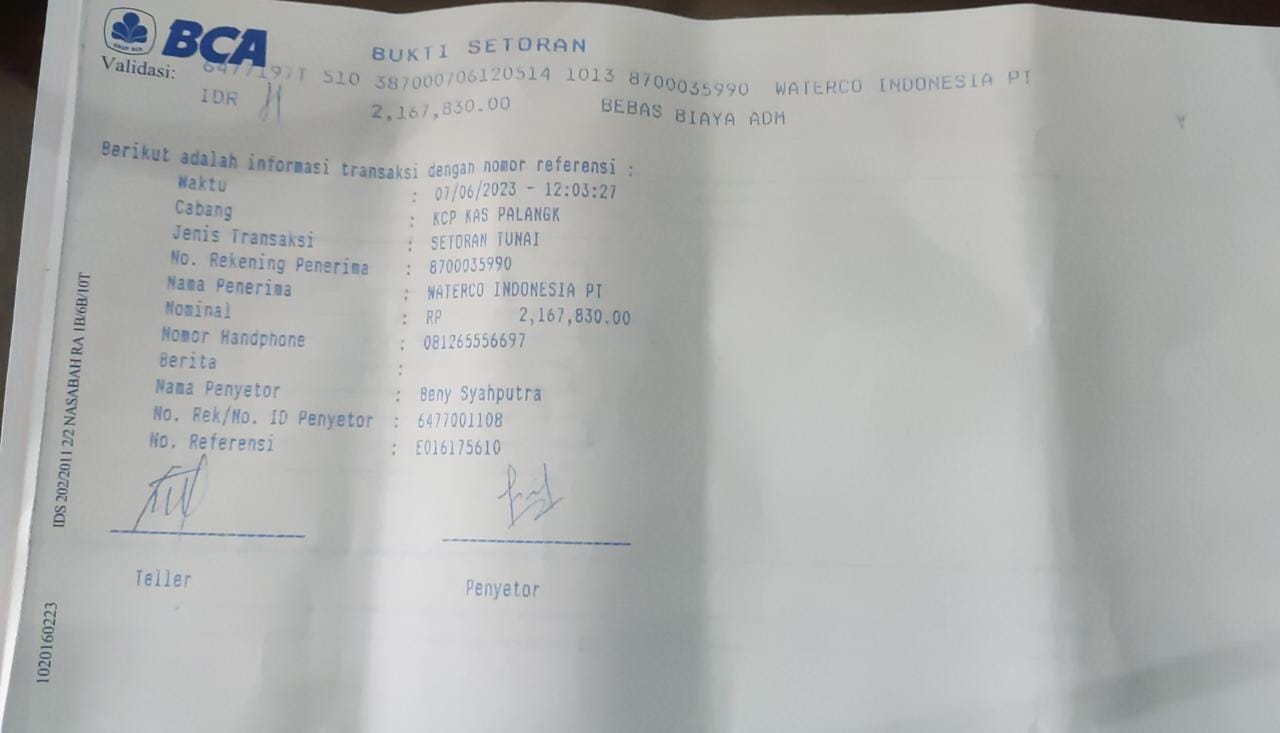 BCA
BUKTI SETORAN
Validasi: 6477197T 510 387000706120514 1013 8700035990 WATERCO INDONESIA PT
IDR 2,167,830.00 BEBAS BIAYA ADM
Berikut adalah informasi transaksi dengan nomor referensi :
Waktu : 07/06/2023 - 12:03:27
Cabang : KCP KAS PALANGK
Jenis Transaksi : SETORAN TUNAI
No. Rekening Penerima : 8700035990
Nama Penerima : WATERCO INDONESIA PT
Nominal : RP 2,167,830.00
Nomor Handphone : 081265556697
Berita :
Nama Penyetor : Beny Syahputra
No. Rek/No. ID Penyetor : 6477001108
No. Referensi : E016175610
Teller Penyetor
IDS 202/2011 2/2 NASABAH RA 1B/6B/10T
1020160223